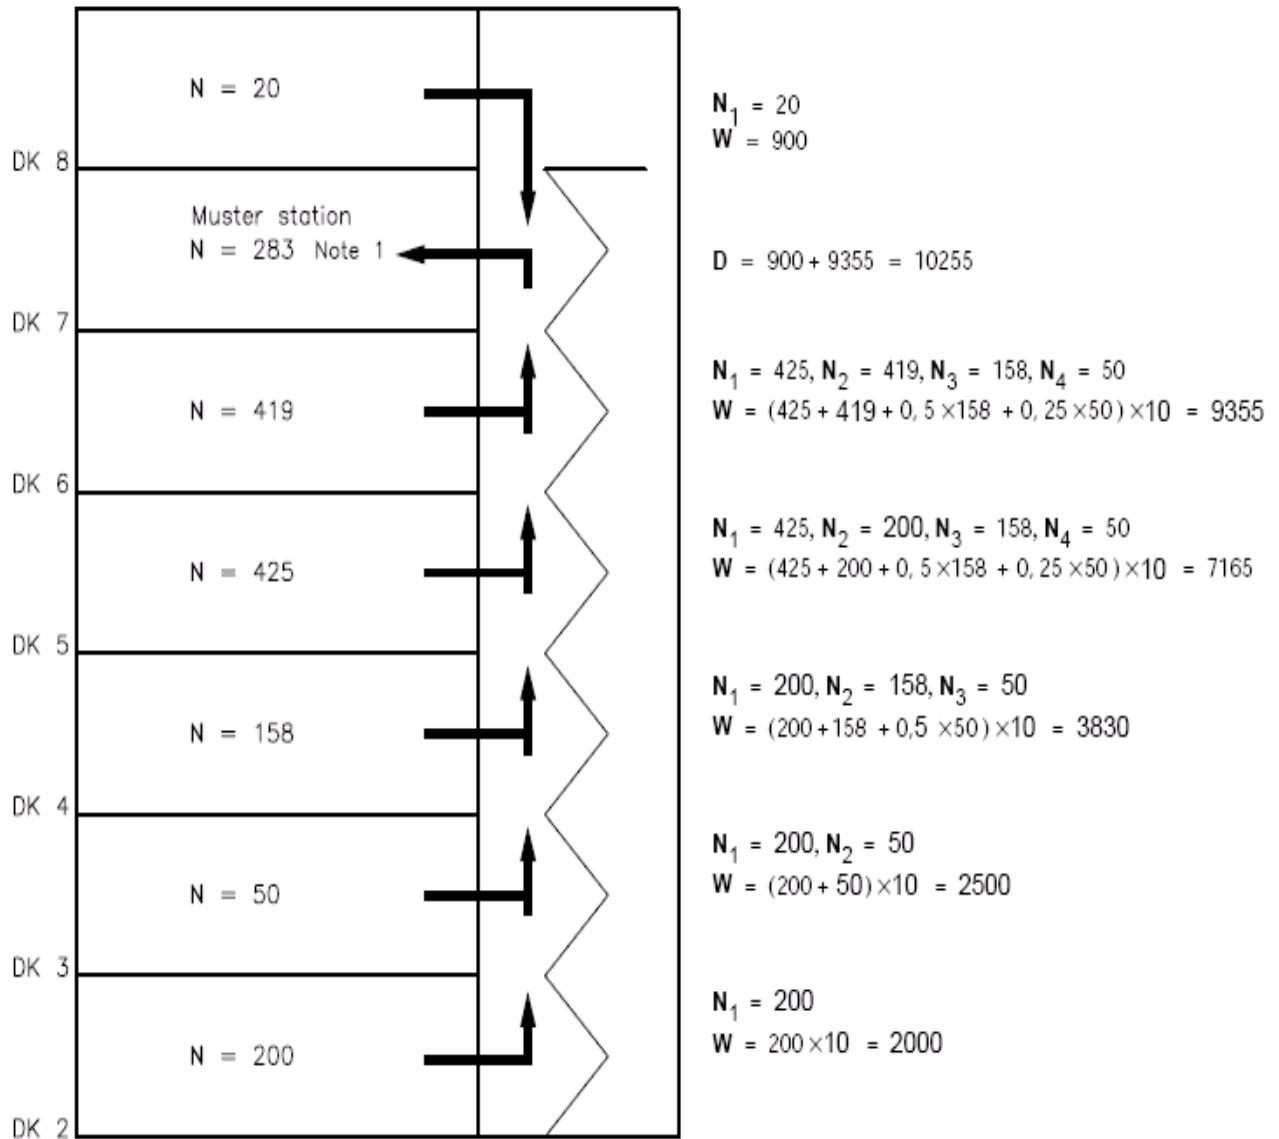 N = 20
N₁ = 20
W = 900
DK 8
Muster station
N = 283 Note 1
D = 900 + 9355 = 10255
DK 7
N₁ = 425, N₂ = 419, N₃ = 158, N₄ = 50
N = 419
W = (425 + 419 + 0, 5 ×158 + 0, 25 ×50) ×10 = 9355
DK 6
N₁ = 425, N₂ = 200, N₃ = 158, N₄ = 50
N = 425
W = (425 + 200 + 0, 5 ×158 + 0, 25 ×50) ×10 = 7165
DK 5
N₁ = 200, N₂ = 158, N₃ = 50
N = 158
W = (200 +158 + 0,5 ×50) ×10 = 3830
DK 4
N₁ = 200, N₂ = 50
N = 50
W = (200 + 50) ×10 = 2500
DK 3
N₁ = 200
N = 200
W = 200 ×10 = 2000
DK 2